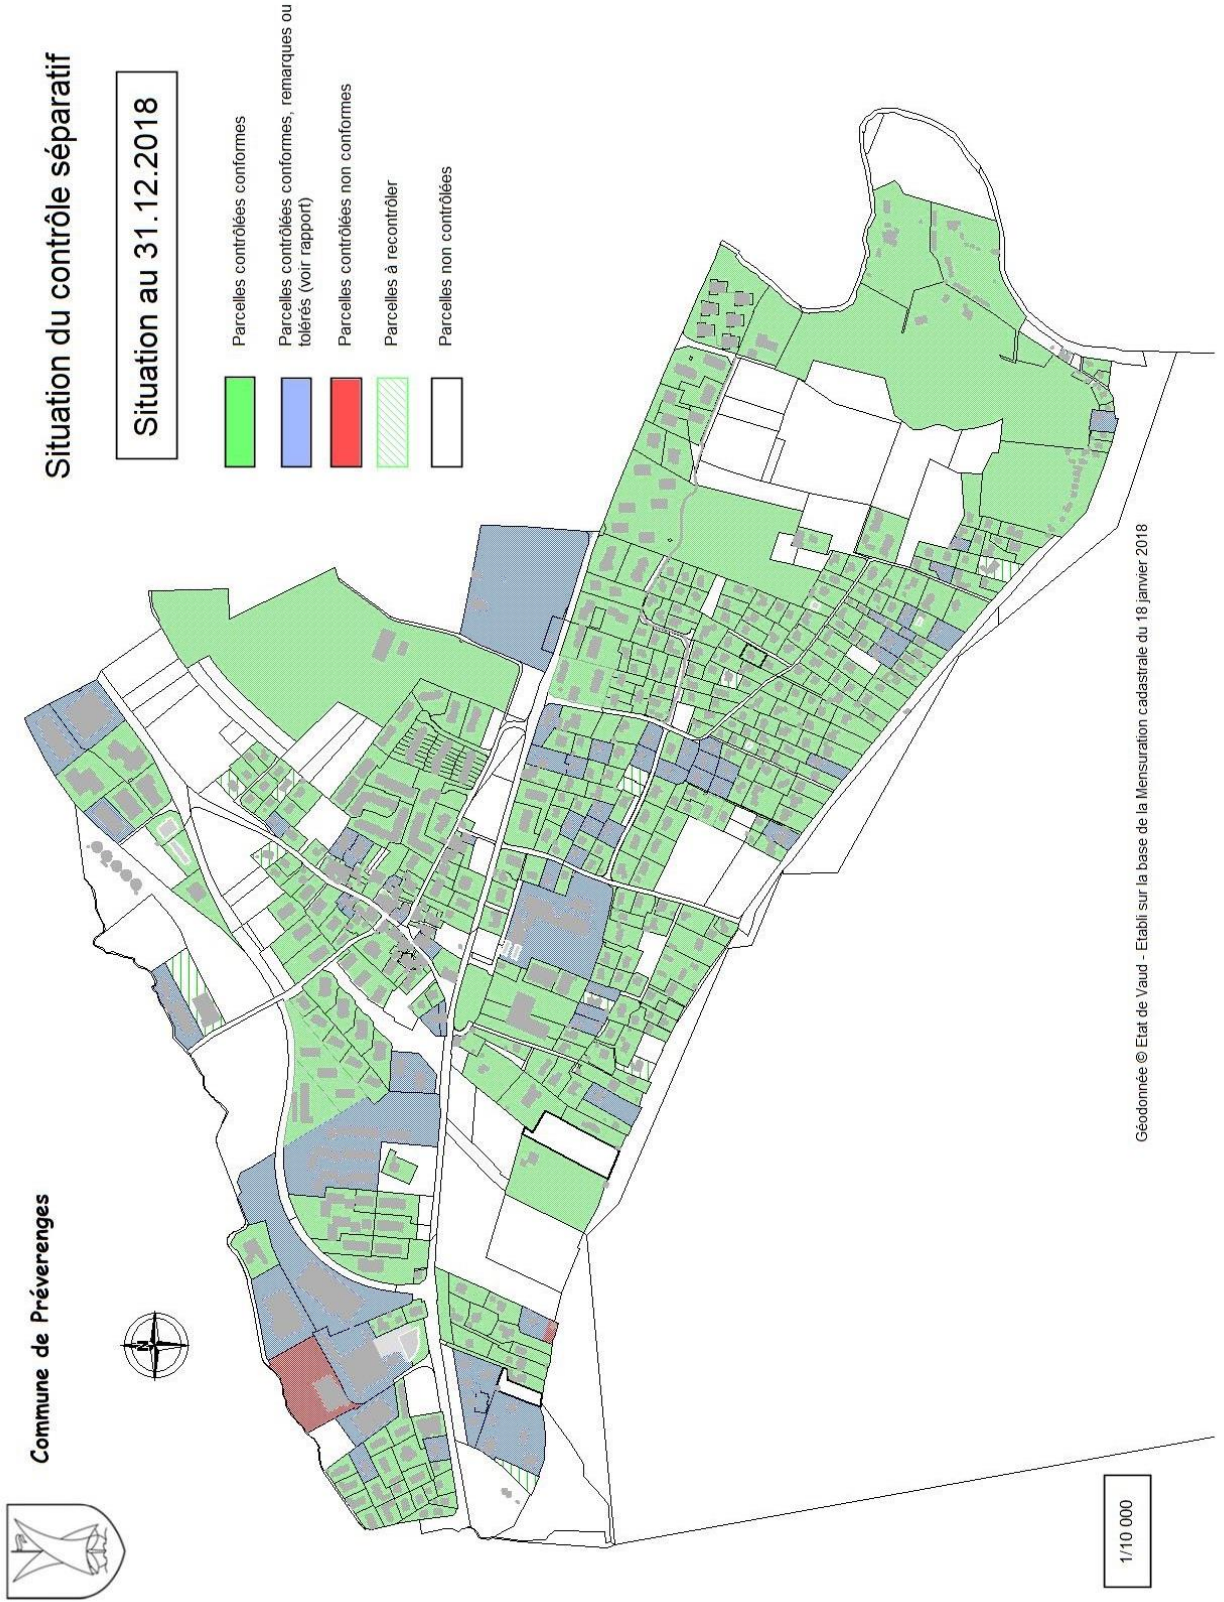 Commune de Préverenges
Situation du contrôle séparatif
Situation au 31.12.2018
Parcelles contrôlées conformes
Parcelles contrôlées conformes, remarques ou
tolérés (voir rapport)
Parcelles contrôlées non conformes
Parcelles à recontrôler
Parcelles non contrôlées
N
1/10 000
Géodonnée © Etat de Vaud - Etabli sur la base de la Mensuration cadastrale du 18 janvier 2018